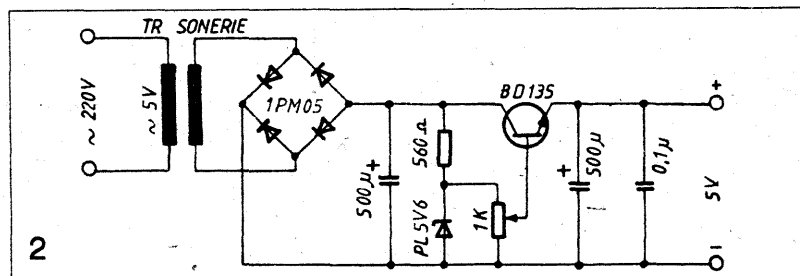 TR SONERIE
~ 220V
~ 5V
1PM05
500µ +
560Ω
PL5V6
1K
BD135
+ 500µ
0,1µ
+
5V
−
2